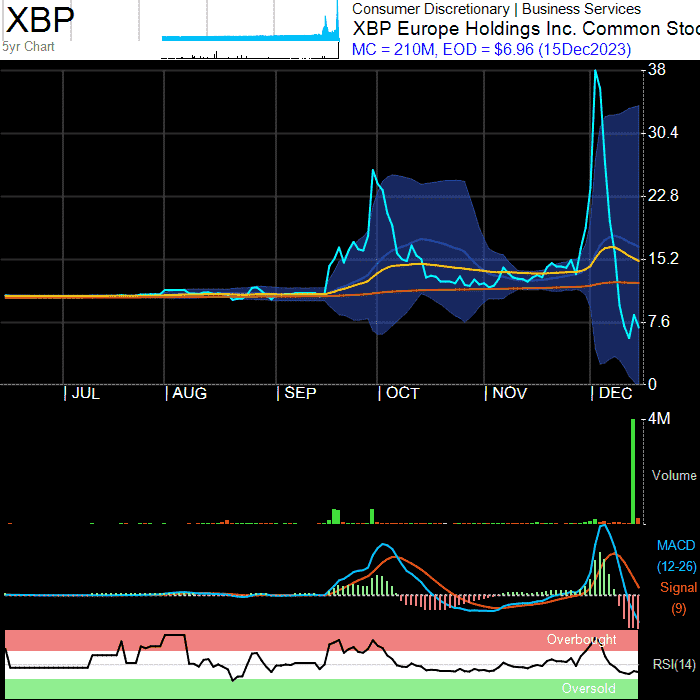 XBP
5yr Chart
Consumer Discretionary | Business Services
XBP Europe Holdings Inc. Common Stoc
MC = 210M, EOD = $6.96 (15Dec2023)
38
30.4
22.8
15.2
7.6
0
| JUL | AUG | SEP | OCT | NOV | DEC
4M
Volume
MACD
(12-26)
Signal
(9)
Overbought
RSI(14)
Oversold